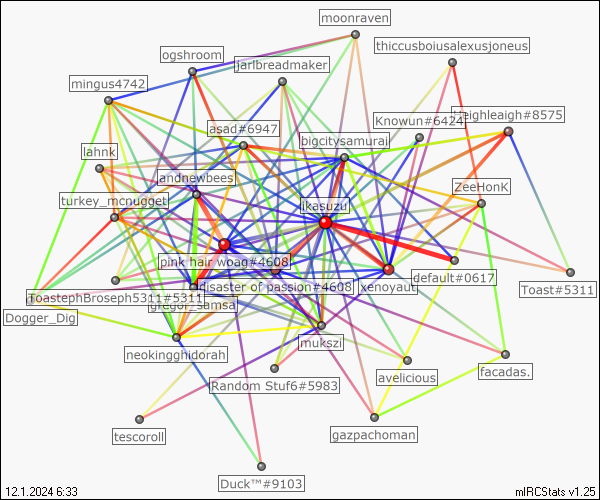 moonraven
thiccusboiusalexusjoneus
ogshroom
jarlbreadmaker
mingus4742
Knowun#6424
Heighleagh#8575
asad#6947
bigcitysamurai
lahnk
andnewbees
ZeeHonK
turkey_mcnugget
ikasuzu
pink hair woag#4608
default#0617
disaster of passion#4608
xenoyaut
Toast#5311
ToastephBroseph5311#5311
gregor_samsa
Dogger_Dig
mukszi
neokingghidorah
avelicious
facadas.
Random Stuf6#5983
tescoroll
gazpachoman
Duck™#9103
12.1.2024 6:33
mIRCStats v1.25